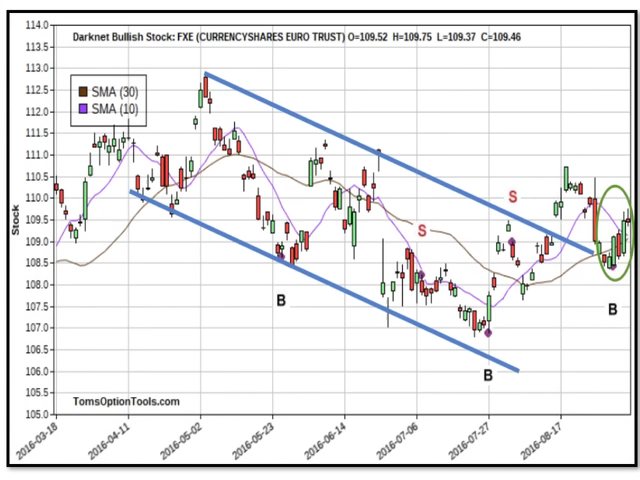 114.0
Darknet Bullish Stock: FXE (CURRENCYSHARES EURO TRUST) O=109.52 H=109.75 L=109.37 C=109.46
113.5
113.0
112.5
SMA (30)
112.0
SMA (10)
111.5
111.0
110.5
110.0
S
109.5
Stock
S
109.0
108.5
108.0
B
107.5
B
107.0
106.5
106.0
B
105.5
TomsOptionTools.com
105.0
2016-03-18
2016-04-11
2016-05-02
2016-05-23
2016-06-14
2016-07-06
2016-07-27
2016-08-17